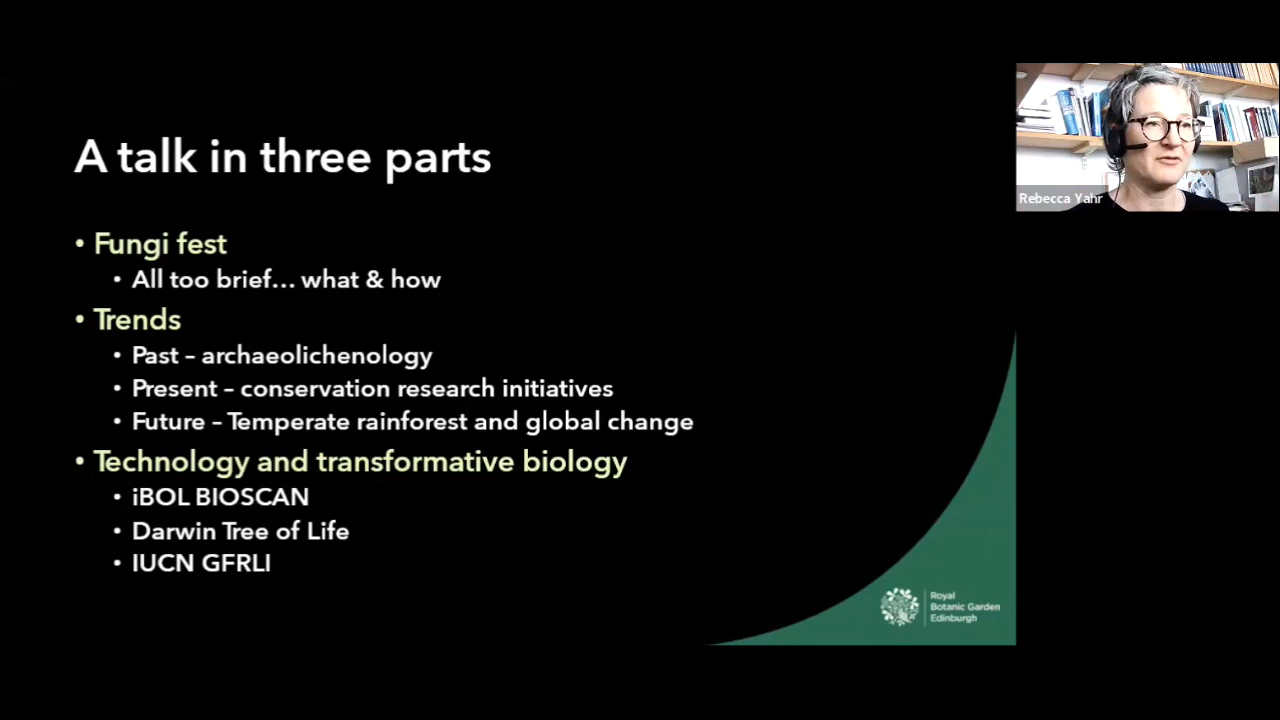 A talk in three parts
• Fungi fest
• All too brief... what & how
• Trends
• Past – archaeolichenology
• Present – conservation research initiatives
• Future – Temperate rainforest and global change
• Technology and transformative biology
• iBOL BIOSCAN
• Darwin Tree of Life
• IUCN GFRLI
Royal
Botanic Garden
Edinburgh
Rebecca Yahr